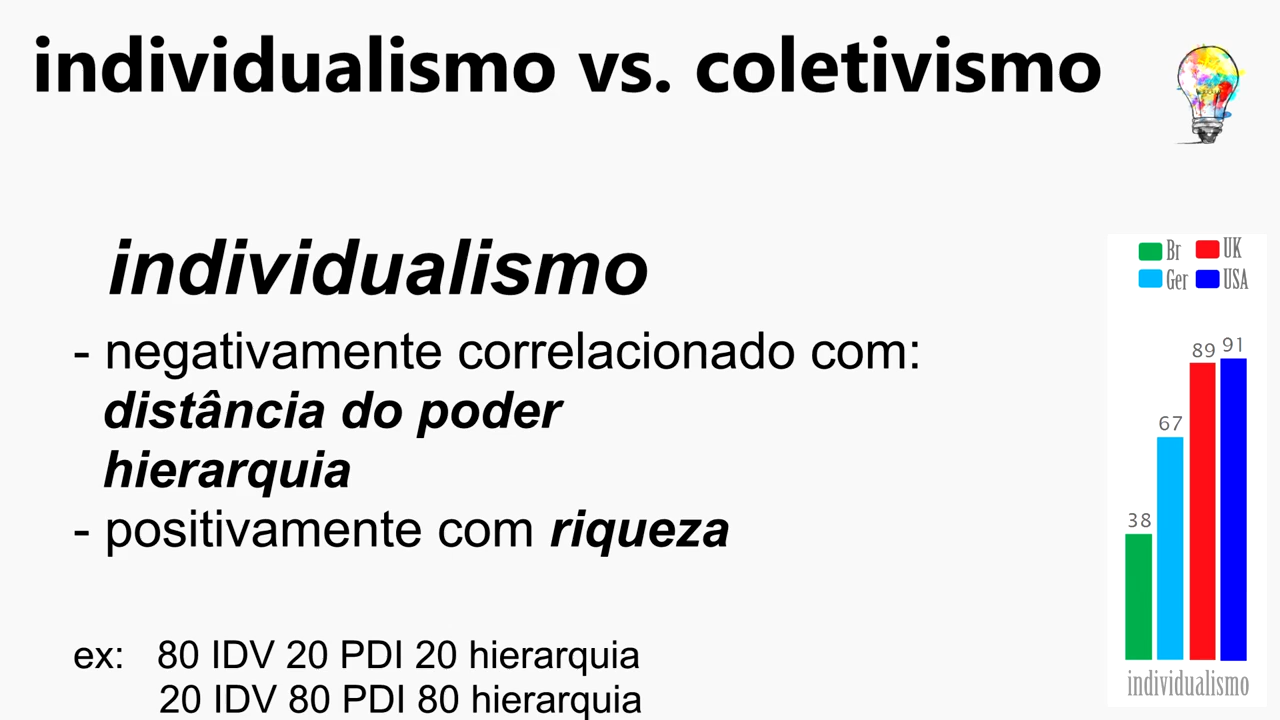 individualismo vs. coletivismo
individualismo
- negativamente correlacionado com:
distância do poder
hierarquia
- positivamente com riqueza
ex: 80 IDV 20 PDI 20 hierarquia
20 IDV 80 PDI 80 hierarquia
Br UK
Ger USA
38 67 89 91
individualismo